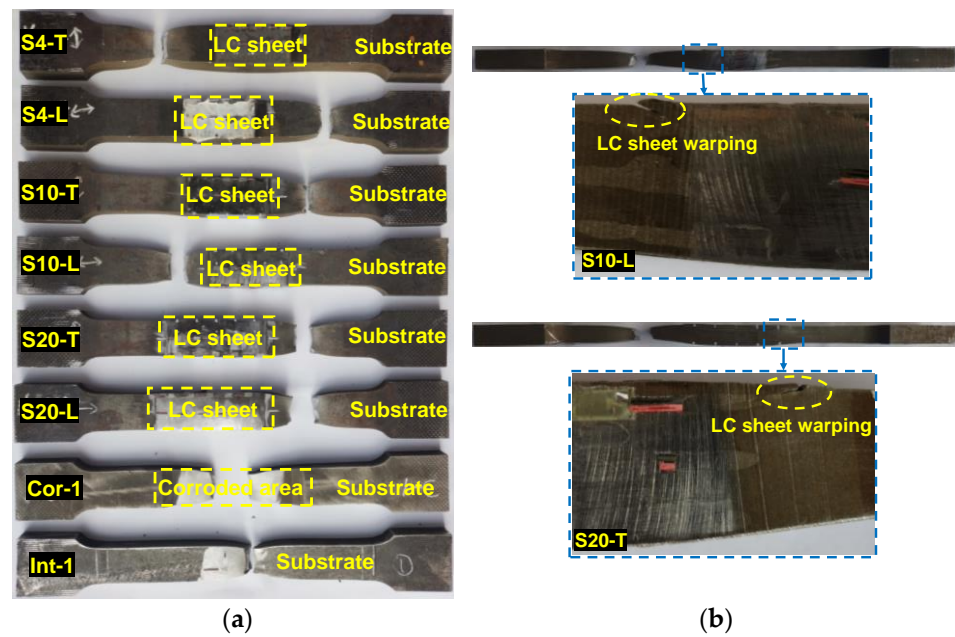 S4-T
LC sheet
Substrate
S4-L
LC sheet
Substrate
S10-T
LC sheet
Substrate
S10-L
LC sheet
Substrate
S20-T
LC sheet
Substrate
S20-L
LC sheet
Substrate
Cor-1
Corroded area
Substrate
Int-1
Substrate
(a)
LC sheet warping
S10-L
LC sheet warping
S20-T
(b)